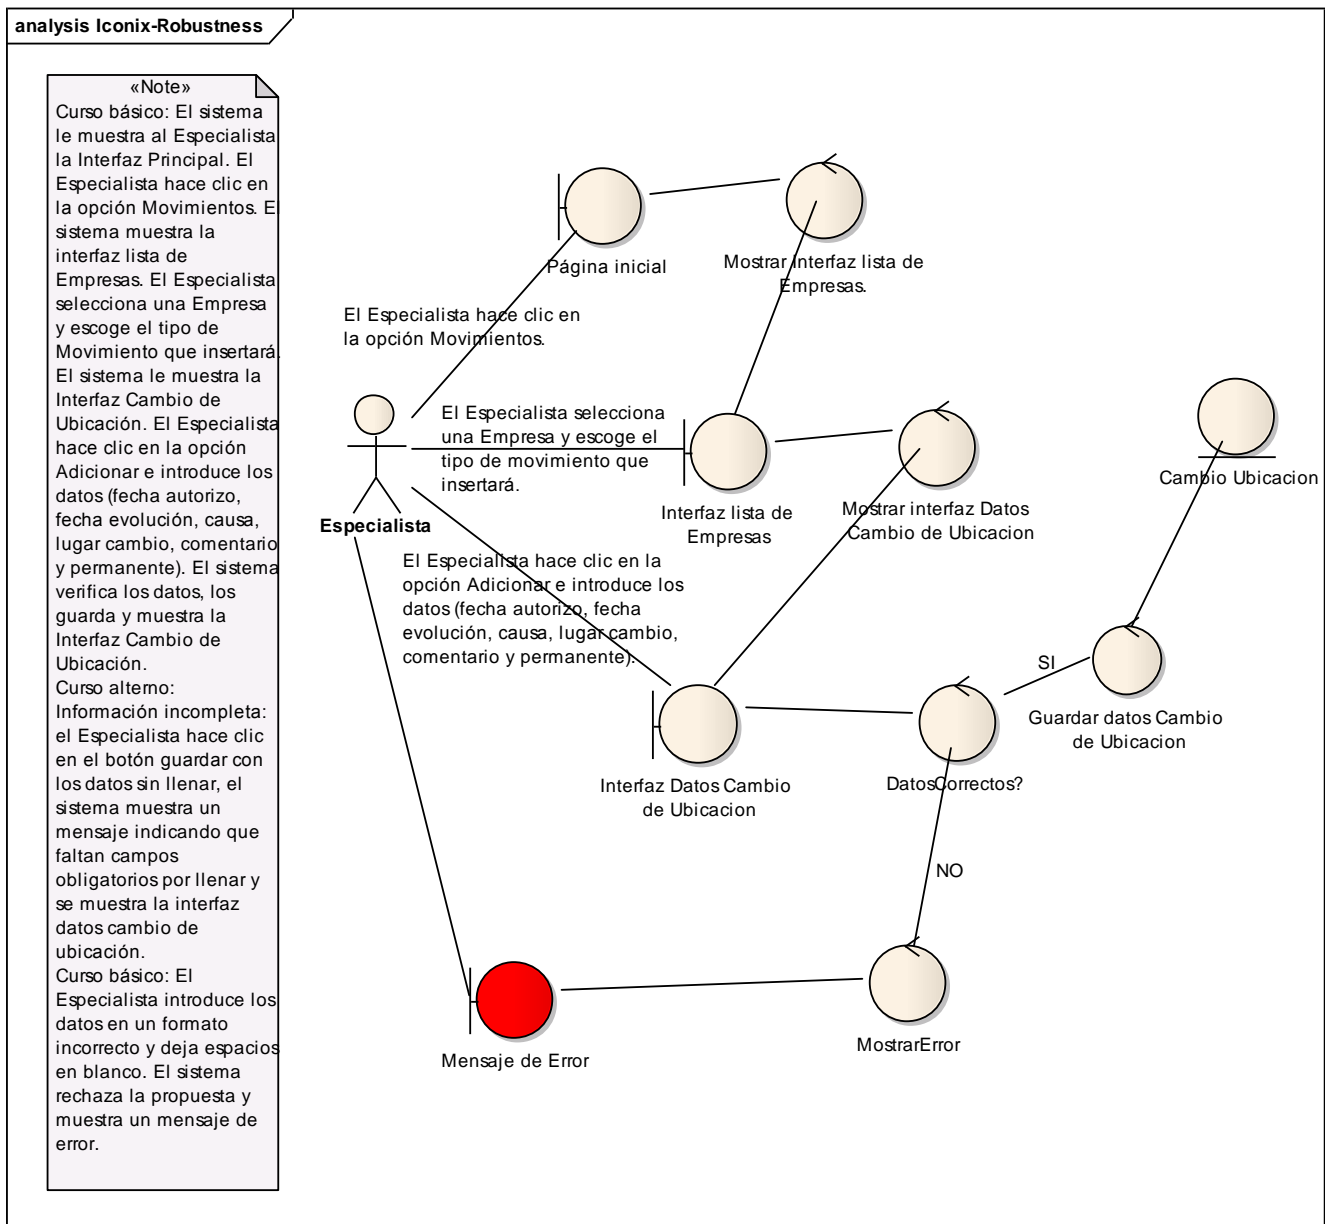 analysis Iconix-Robustness
«Note»
Curso básico: El sistema
le muestra al Especialista
la Interfaz Principal. El
Especialista hace clic en
la opción Movimientos. El
sistema muestra la
interfaz lista de
Empresas. El Especialista
selecciona una Empresa
y escoge el tipo de
Movimiento que insertará.
El sistema le muestra la
Interfaz Cambio de
Ubicación. El Especialista
hace clic en la opción
Adicionar e introduce los
datos (fecha autorizo,
fecha evolución, causa,
lugar cambio, comentario
y permanente). El sistema
verifica los datos, los
guarda y muestra la
Interfaz Cambio de
Ubicación.
Curso alterno:
Información incompleta:
el Especialista hace clic
en el botón guardar con
los datos sin llenar, el
sistema muestra un
mensaje indicando que
faltan campos
obligatorios por llenar y
se muestra la interfaz
datos cambio de
ubicación.
Curso básico: El
Especialista introduce los
datos en un formato
incorrecto y deja espacios
en blanco. El sistema
rechaza la propuesta y
muestra un mensaje de
error.
Página inicial
Mostrar Interfaz lista de
Empresas.
El Especialista hace clic en
la opción Movimientos.
Especialista
El Especialista selecciona
una Empresa y escoge el
tipo de movimiento que
insertará.
Interfaz lista de
Empresas
Mostrar interfaz Datos
Cambio de Ubicacion
Cambio Ubicacion
El Especialista hace clic en la
opción Adicionar e introduce los
datos (fecha autorizo, fecha
evolución, causa, lugar cambio,
comentario y permanente).
Interfaz Datos Cambio
de Ubicacion
DatosCorrectos?
SI
Guardar datos Cambio
de Ubicacion
NO
Mensaje de Error
MostrarError